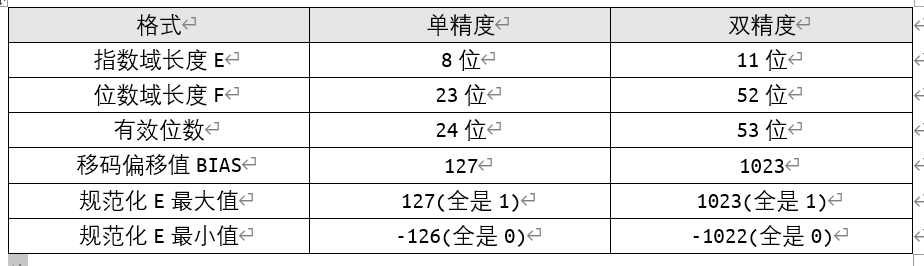 格式 单精度 双精度
指数域长度 E 8 位 11 位
位数域长度 F 23 位 52 位
有效位数 24 位 53 位
移码偏移值 BIAS 127 1023
规范化 E 最大值 127(全是 1) 1023(全是 1)
规范化 E 最小值 -126(全是 0) -1022(全是 0)